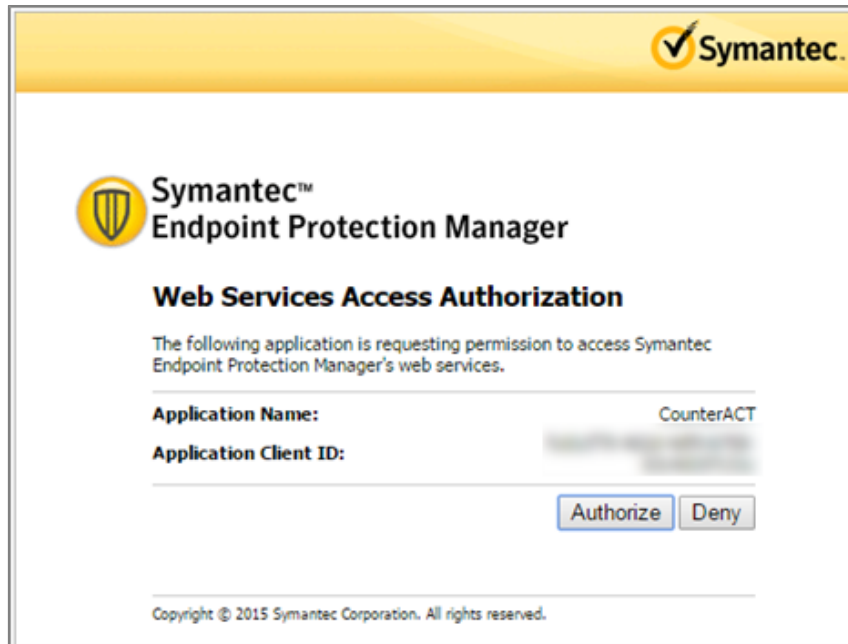 Symantec.
Symantec™
Endpoint Protection Manager
Web Services Access Authorization
The following application is requesting permission to access Symantec
Endpoint Protection Manager's web services.
Application Name: CounterACT
Application Client ID:
Authorize Deny
Copyright © 2015 Symantec Corporation. All rights reserved.